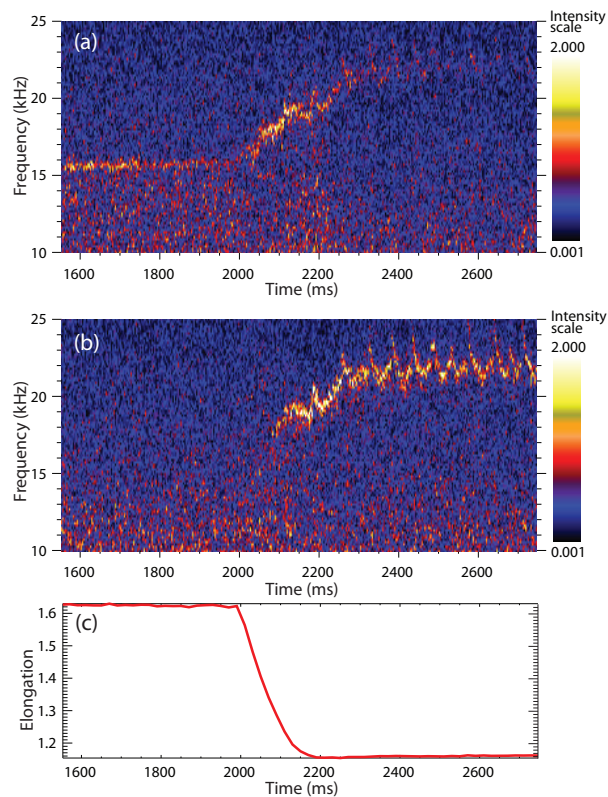 Intensity
scale
25
(a)
2.000
20
Frequency (kHz)
15
10
0.001
1600 1800 2000 2200 2400 2600
Time (ms)
Intensity
scale
25
(b)
2.000
20
Frequency (kHz)
15
10
0.001
1600 1800 2000 2200 2400 2600
Time (ms)
1.6
(c)
1.5
1.4
Elongation
1.3
1.2
1600 1800 2000 2200 2400 2600
Time (ms)